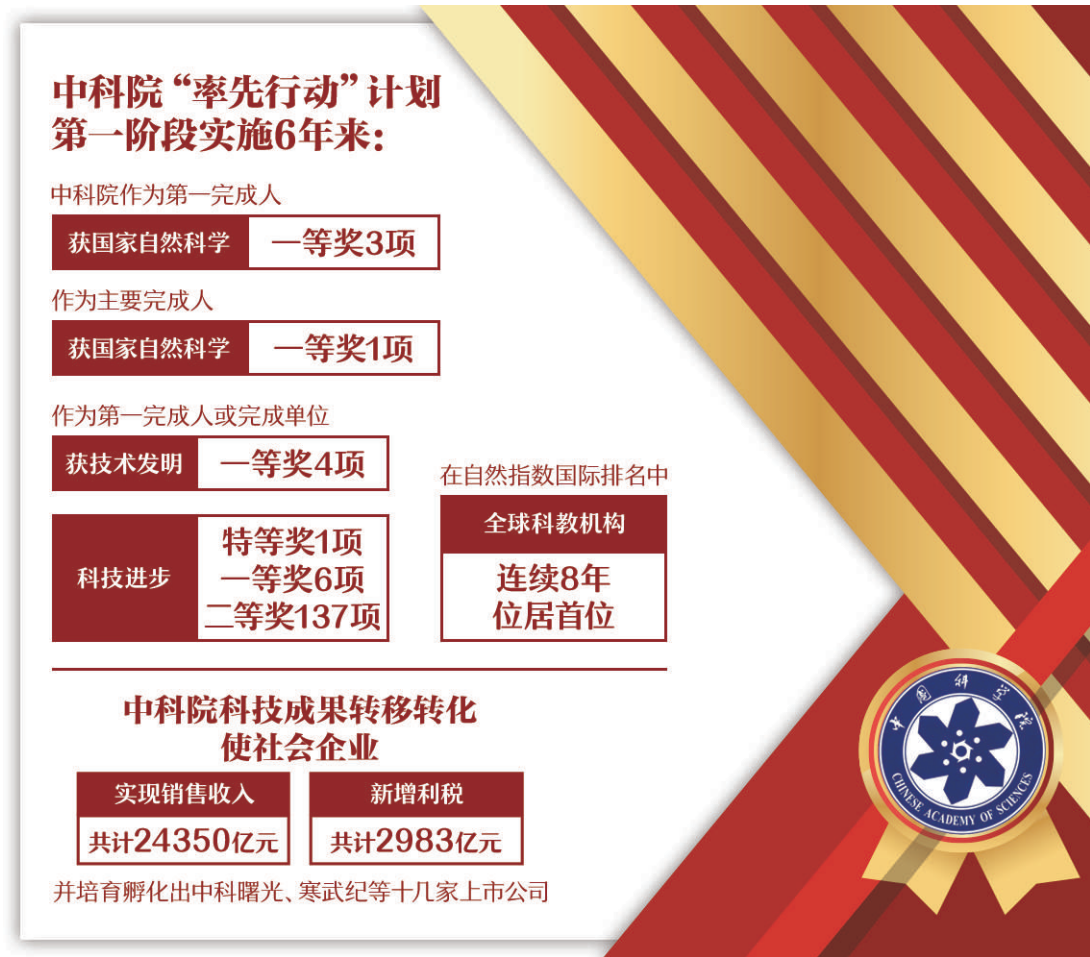 中科院“率先行动”计划
第一阶段实施6年来：
中科院作为第一完成人
获国家自然科学 一等奖3项
作为主要完成人
获国家自然科学 一等奖1项
作为第一完成人或完成单位
获技术发明 一等奖4项
科技进步
特等奖1项
一等奖6项
二等奖137项
在自然指数国际排名中
全球科教机构
连续8年
位居首位
中科院科技成果转移转化
使社会企业
实现销售收入
共计24350亿元
新增利税
共计2983亿元
并培育孵化出中科曙光、寒武纪等十几家上市公司
中国科学院
CHINESE ACADEMY OF SCIENCES